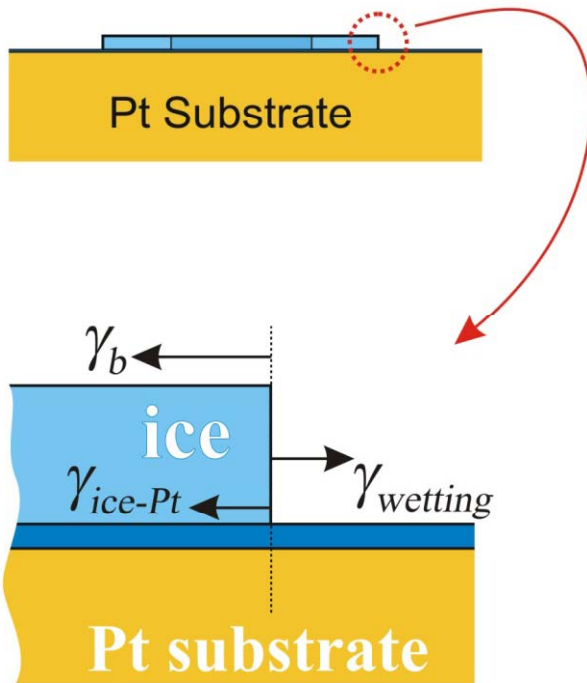 Pt Substrate
γb
ice
γice-Pt
γwetting
Pt substrate